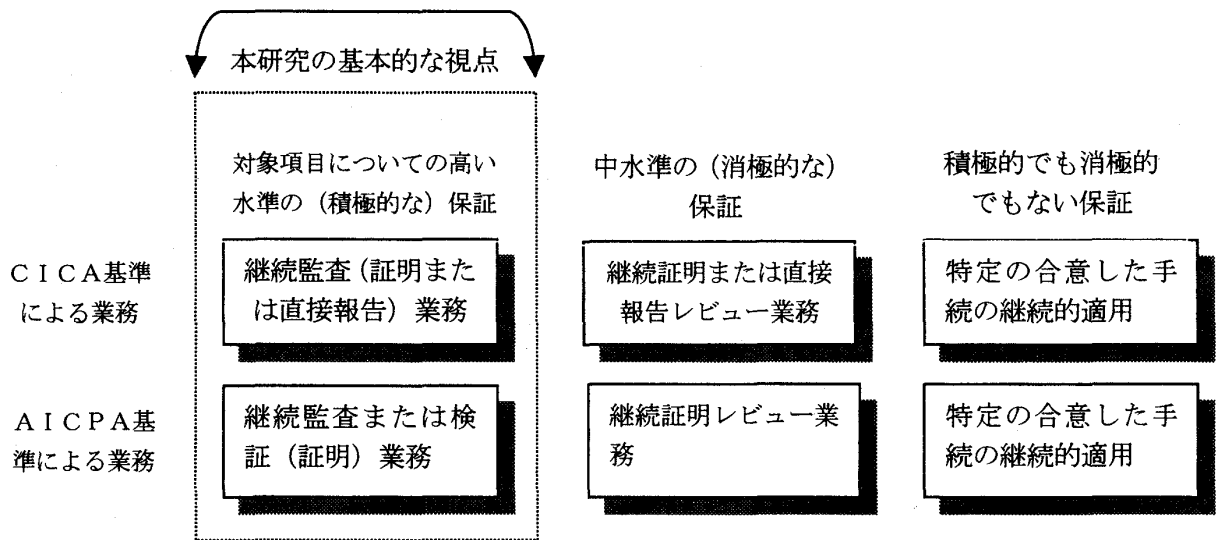 本研究の基本的な視点
対象項目についての高い
水準の（積極的な）保証
中水準の（消極的な）
保証
積極的でも消極的
でもない保証
ＣＩＣＡ基準
による業務
継続監査（証明また
は直接報告）業務
継続証明または直接
報告レビュー業務
特定の合意した手
続の継続的適用
ＡＩＣＰＡ基
準による業務
継続監査または検
証（証明）業務
継続証明レビュー業
務
特定の合意した手
続の継続的適用